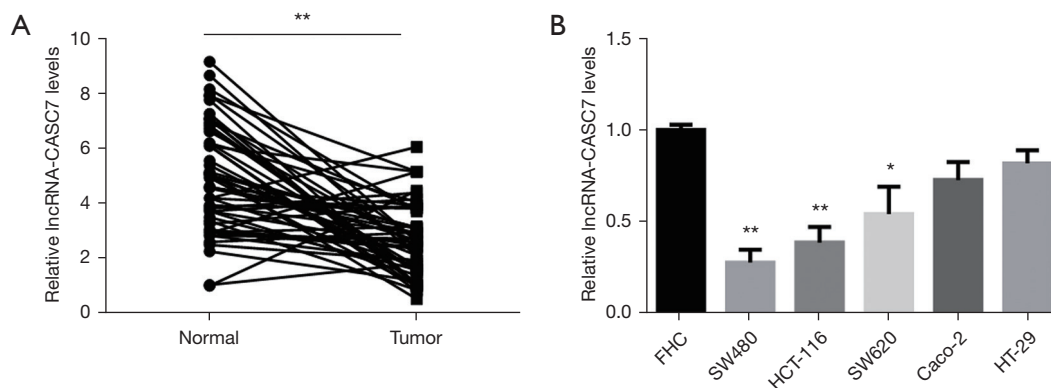 A
**
Relative lncRNA-CASC7 levels
10
8
6
4
2
0
Normal Tumor
B
Relative lncRNA-CASC7 levels
1.5
1.0
0.5
0.0
**
**
*
FHC SW480 HCT-116 SW620 Caco-2 HT-29